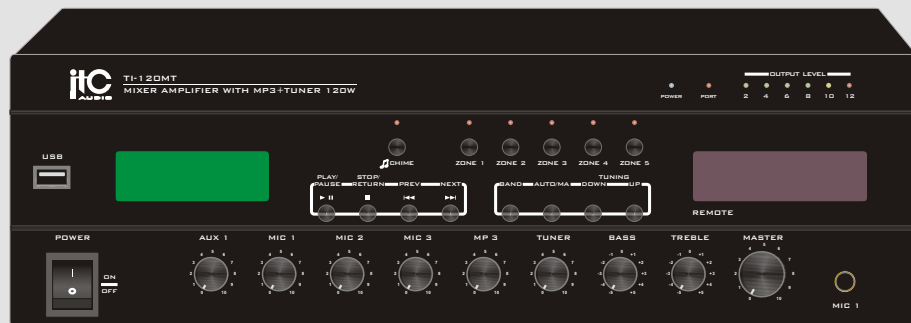 itc
AUDIO
TI-120MT
MIXER AMPLIFIER WITH MP3+TUNER 120W
OUTPUT LEVEL
POWER PORT 2 4 6 8 10 12
USB
CHIME ZONE 1 ZONE 2 ZONE 3 ZONE 4 ZONE 5
PLAY/ STOP/ TUNING
PAUSE RETURN PREV NEXT BAND AUTO/MA DOWN UP
REMOTE
POWER AUX 1 MIC 1 MIC 2 MIC 3 MP 3 TUNER BASS TREBLE MASTER
ON
OFF
MIC 1